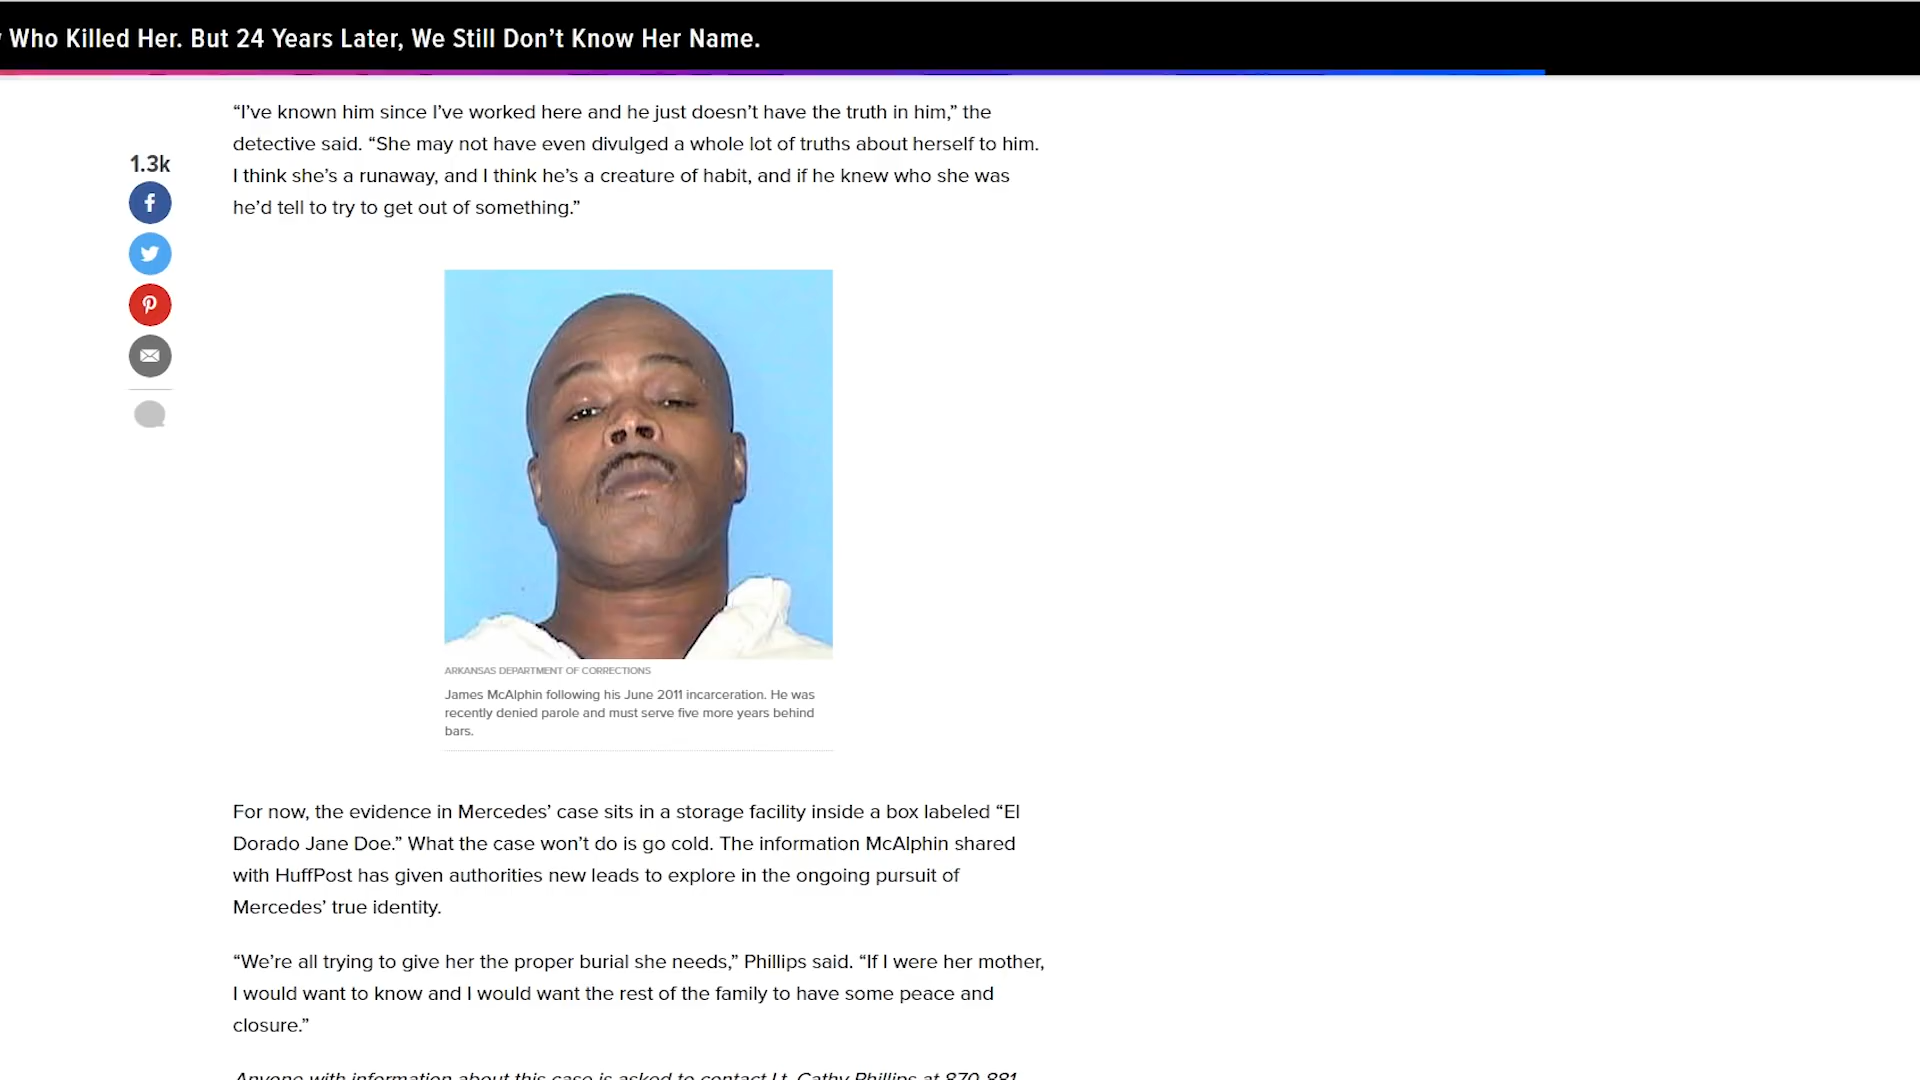 Who Killed Her. But 24 Years Later, We Still Don’t Know Her Name.
“I’ve known him since I’ve worked here and he just doesn’t have the truth in him,” the
detective said. “She may not have even divulged a whole lot of truths about herself to him.
I think she’s a runaway, and I think he’s a creature of habit, and if he knew who she was
he’d tell to try to get out of something.”
1.3k
ARKANSAS DEPARTMENT OF CORRECTIONS
James McAlphin following his June 2011 incarceration. He was
recently denied parole and must serve five more years behind
bars.
For now, the evidence in Mercedes’ case sits in a storage facility inside a box labeled “El
Dorado Jane Doe.” What the case won’t do is go cold. The information McAlphin shared
with HuffPost has given authorities new leads to explore in the ongoing pursuit of
Mercedes’ true identity.
“We’re all trying to give her the proper burial she needs,” Phillips said. “If I were her mother,
I would want to know and I would want the rest of the family to have some peace and
closure.”
Anyone with information about this case is asked to contact Lt. Cathy Phillips at 870-881-